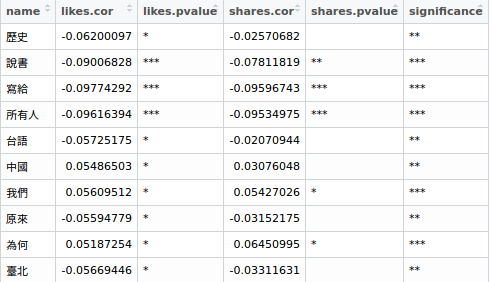 name likes.cor likes.pvalue shares.cor shares.pvalue significance
歷史 -0.06200097 * -0.02570682 **
說書 -0.09006828 *** -0.07811819 ** ***
寫給 -0.09774292 *** -0.09596743 *** ***
所有人 -0.09616394 *** -0.09534975 *** ***
台語 -0.05725175 * -0.02070944 **
中國 0.05486503 * 0.03076048 **
我們 0.05609512 * 0.05427026 * ***
原來 -0.05594779 * -0.03152175 **
為何 0.05187254 * 0.06450995 * ***
臺北 -0.05669446 * -0.03311631 **